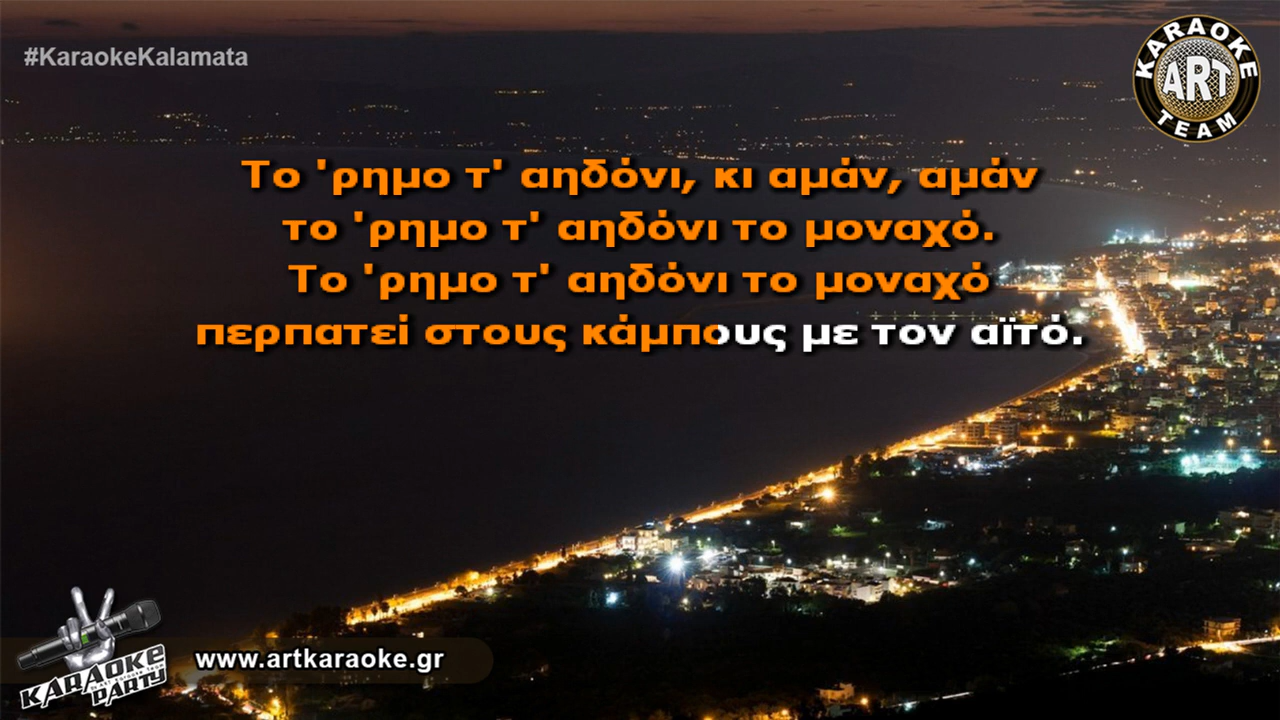 #KaraokeKalamata
KARAOKE
ART
TEAM
Το 'ρημο τ' αηδόνι, κι αμάν, αμάν
το 'ρημο τ' αηδόνι το μοναχό.
Το 'ρημο τ' αηδόνι το μοναχό
περπατεί στους κάμπους με τον αϊτό.
KARAOKE
PARTY
www.artkaraoke.gr